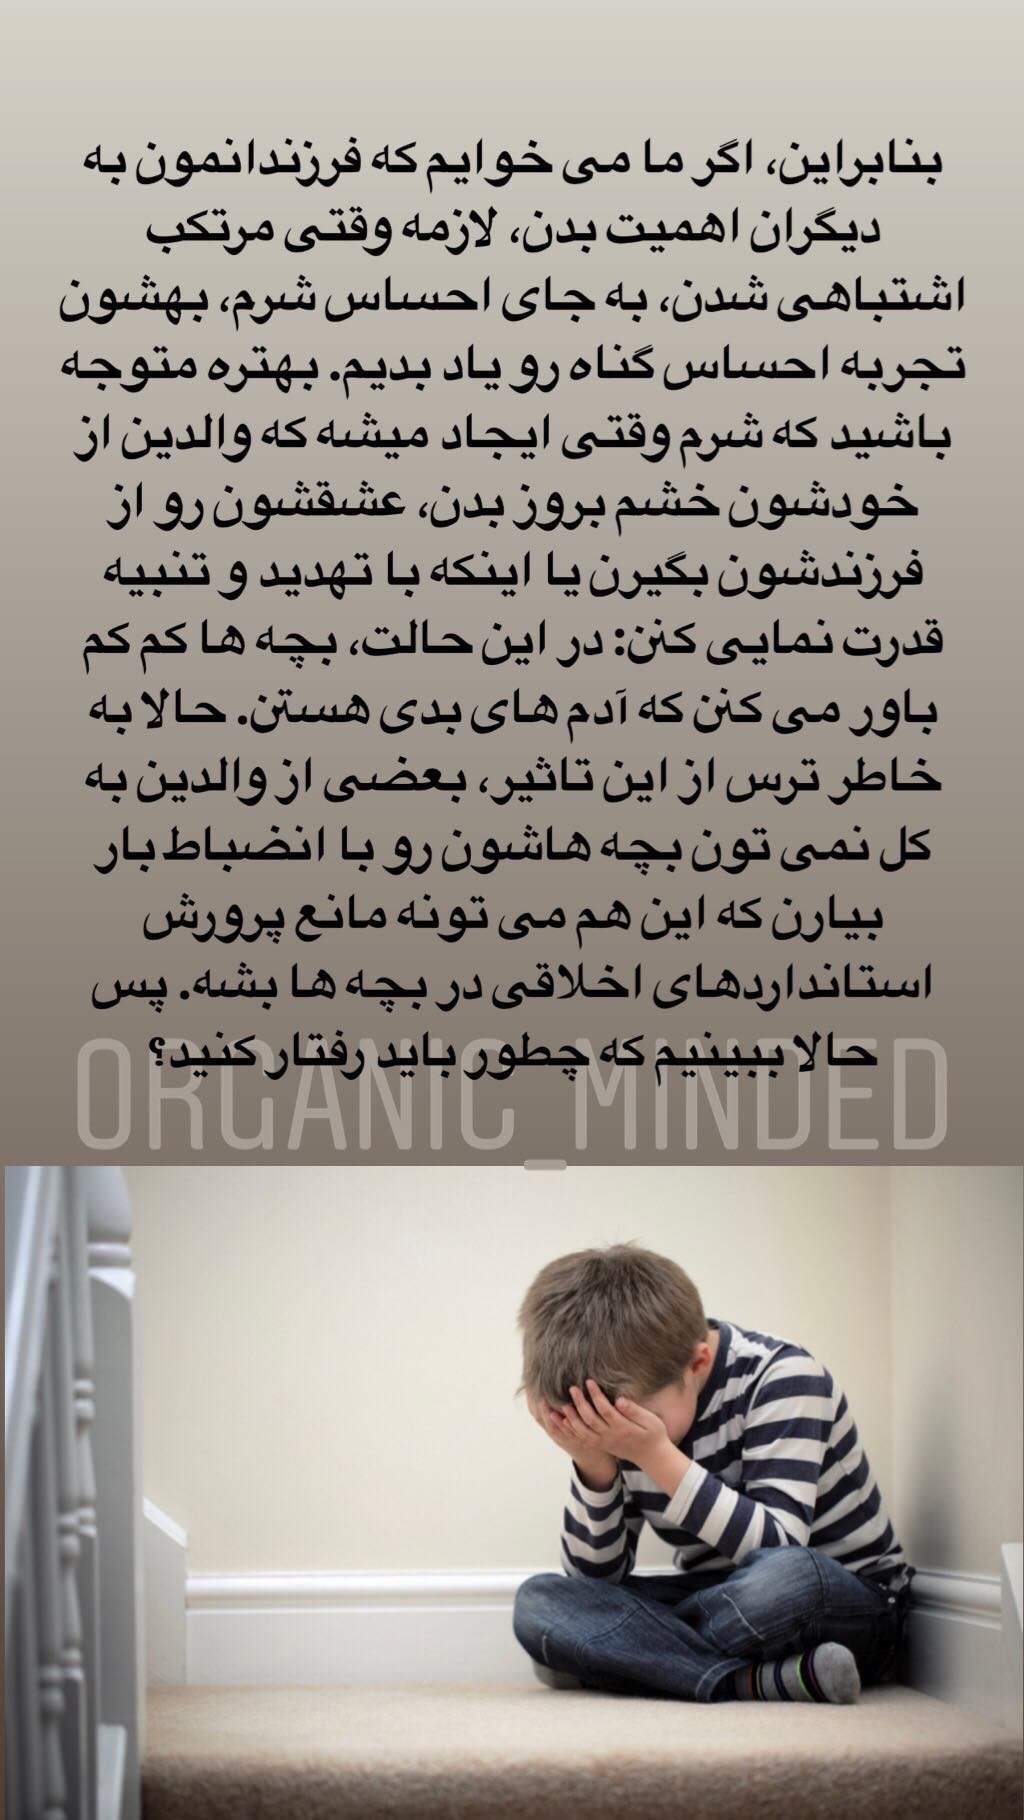 بنابراین، اگر ما می خوایم که فرزندانمون به
دیگران اهمیت بدن، لازمه وقتی مرتکب
اشتباهی شدن، به جای احساس شرم، بهشون
تجربه احساس گناه رو یاد بدیم. بهتره متوجه
باشید که شرم وقتی ایجاد میشه که والدین از
خودشون خشم بروز بدن، عشقشون رو از
فرزندشون بگیرن یا اینکه با تهدید و تنبیه
قدرت نمایی کنن: در این حالت، بچه ها کم کم
باور می کنن که آدم های بدی هستن. حالا به
خاطر ترس از این تاثیر، بعضی از والدین به
کل نمی تون بچه هاشون رو با انضباط بار
بیارن که این هم می تونه مانع پرورش
استانداردهای اخلاقی در بچه ها بشه. پس
حالا ببینیم که چطور باید رفتار کنید؟
ORGANIC_MINDED